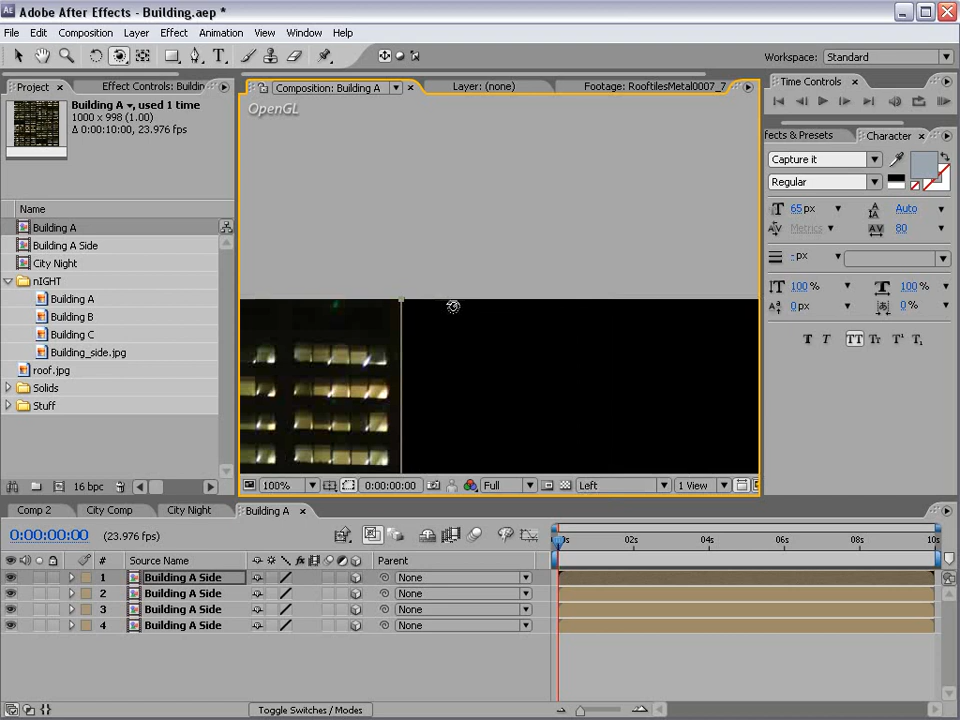 Adobe After Effects - Building.aep *
File Edit Composition Layer Effect Animation View Window Help
Workspace: Standard
Project Effect Controls: Buildin
Composition: Building A Layer: (none) Footage: RooftilesMetal0007_7
Time Controls
Building A, used 1 time
1000 x 998 (1.00)
Δ 0:00:10:00, 23.976 fps
OpenGL
ffects & Presets Character
Capture it
Regular
65 px Auto
Metrics 80
- px
100 % 100 %
0 px 0 %
T T TT Tr T¹ T₁
Name
Building A
Building A Side
City Night
nIGHT
Building A
Building B
Building C
Building_side.jpg
roof.jpg
Solids
Stuff
16 bpc
100% 0:00:00:00 Full Left 1 View
Comp 2 City Comp City Night Building A
0:00:00:00 (23.976 fps)
0s 02s 04s 06s 08s 10s
# Source Name Parent
1 Building A Side None
2 Building A Side None
3 Building A Side None
4 Building A Side None
Toggle Switches / Modes